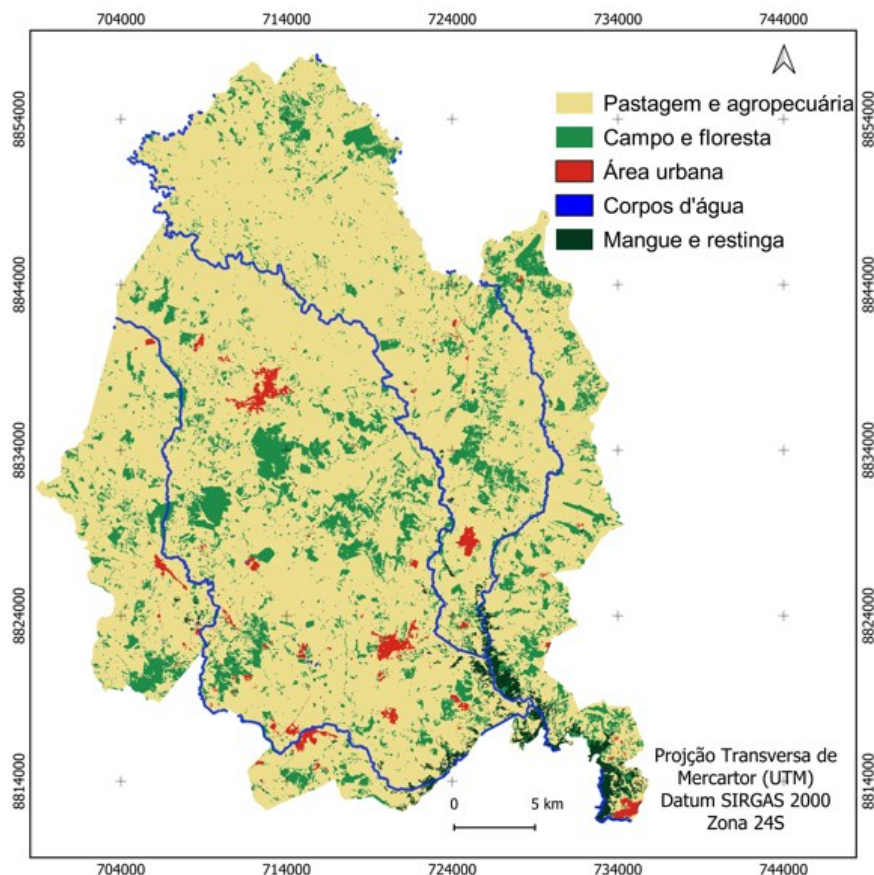 704000 714000 724000 734000 744000
8854000 8854000
Pastagem e agropecuária
Campo e floresta
Área urbana
Corpos d'água
Mangue e restinga
8844000 8844000
8834000 8834000
8824000 8824000
8814000 8814000
Projção Transversa de
Mercartor (UTM)
Datum SIRGAS 2000
Zona 24S
0 5 km
704000 714000 724000 734000 744000